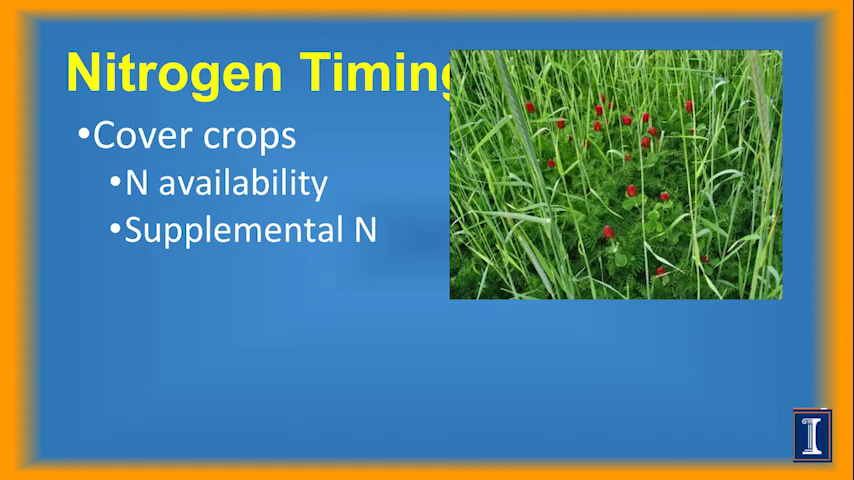 Nitrogen Timing
•Cover crops
•N availability
•Supplemental N
I